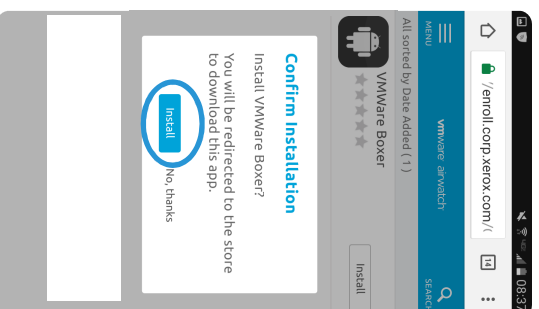 08:37
/enroll.corp.xerox.com/(
14
MENU
vmware airwatch
SEARCH
All sorted by Date Added ( 1 )
VMWare Boxer
Install
Confirm Installation
Install VMWare Boxer?
You will be redirected to the store
to download this app.
Install
No, thanks